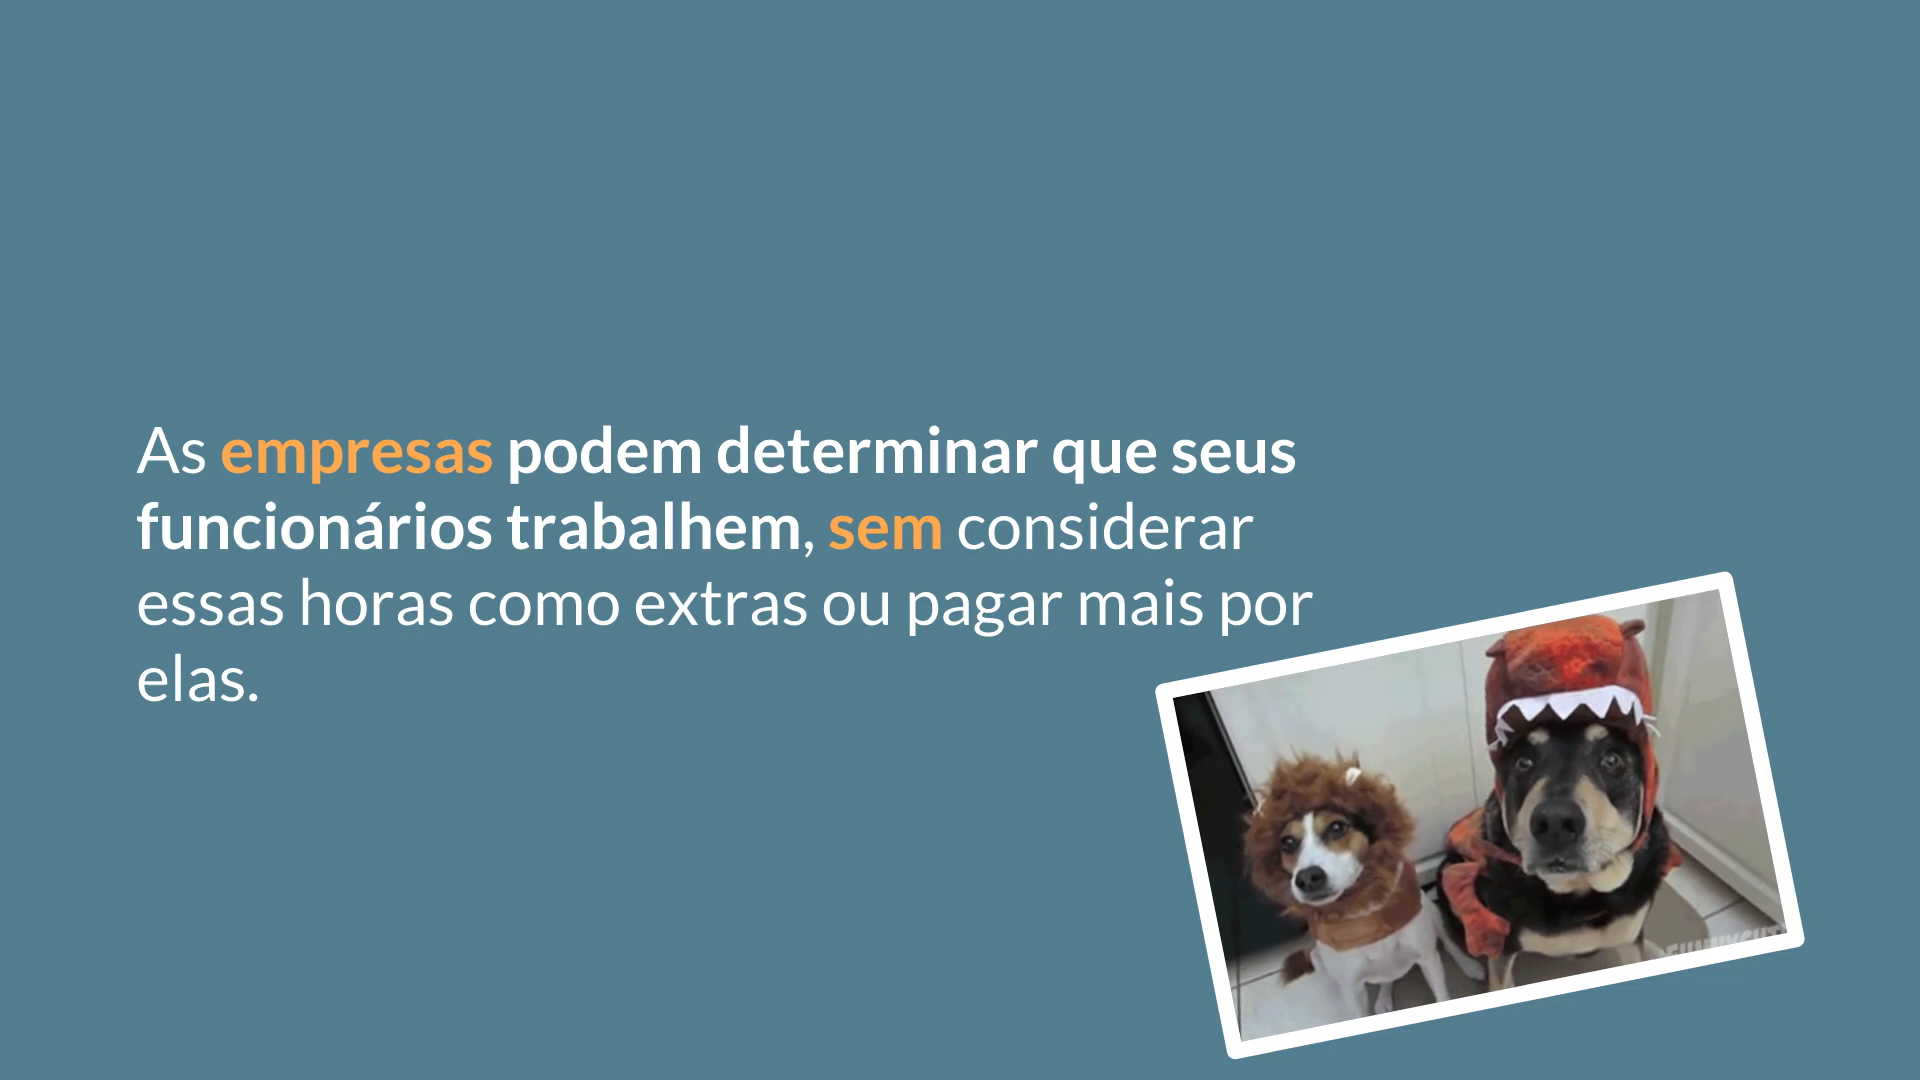 As empresas podem determinar que seus
funcionários trabalhem, sem considerar
essas horas como extras ou pagar mais por
elas.